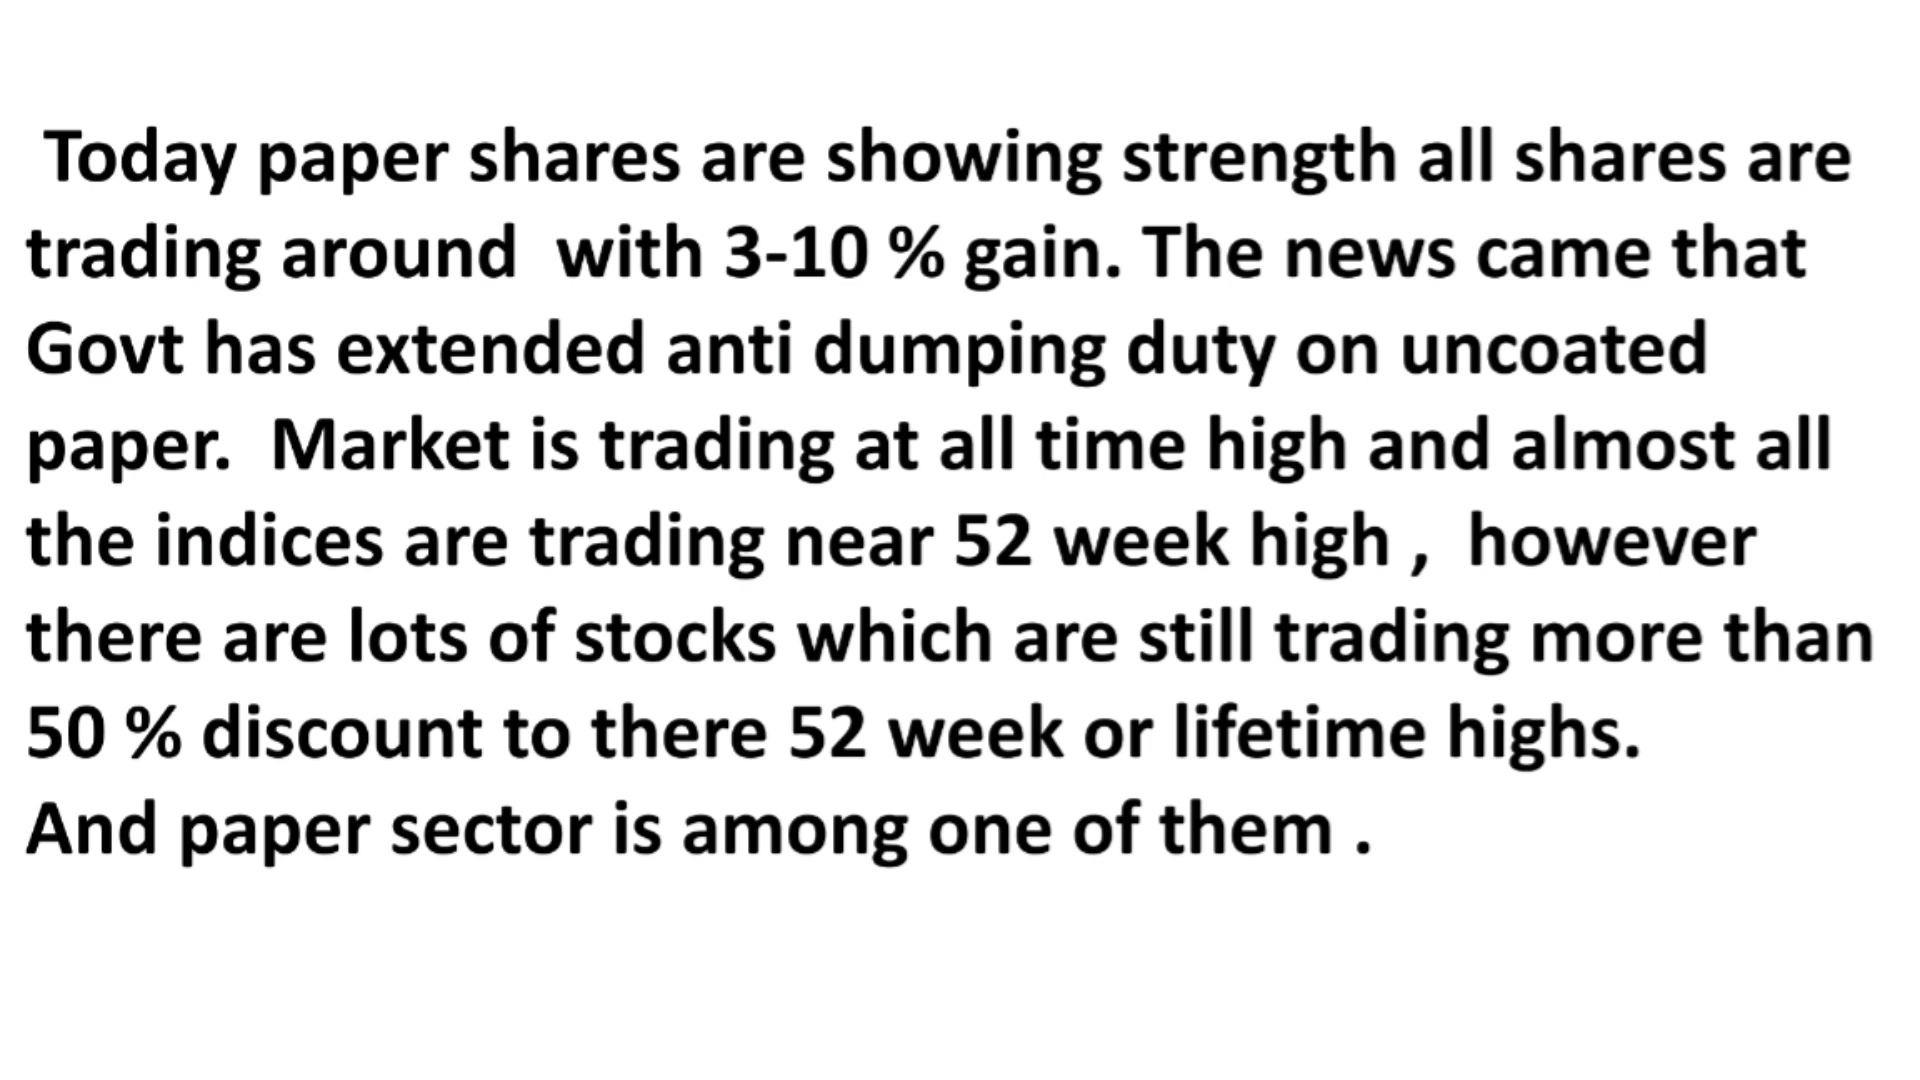 Today paper shares are showing strength all shares are
trading around  with 3-10 % gain. The news came that
Govt has extended anti dumping duty on uncoated
paper.  Market is trading at all time high and almost all
the indices are trading near 52 week high ,  however
there are lots of stocks which are still trading more than
50 % discount to there 52 week or lifetime highs.
And paper sector is among one of them .